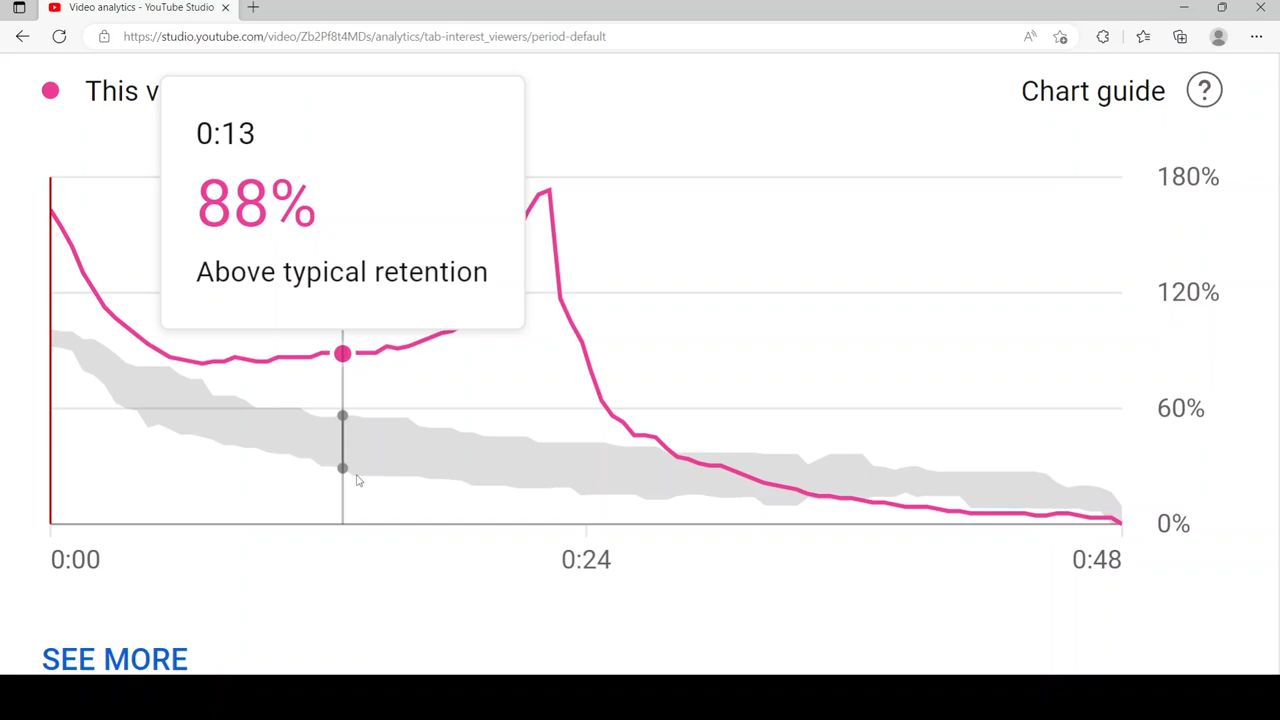 Video analytics - YouTube Studio
https://studio.youtube.com/video/Zb2Pf8t4MDs/analytics/tab-interest_viewers/period-default
This v
Chart guide ?
0:13
88%
Above typical retention
180%
120%
60%
0%
0:00 0:24 0:48
SEE MORE